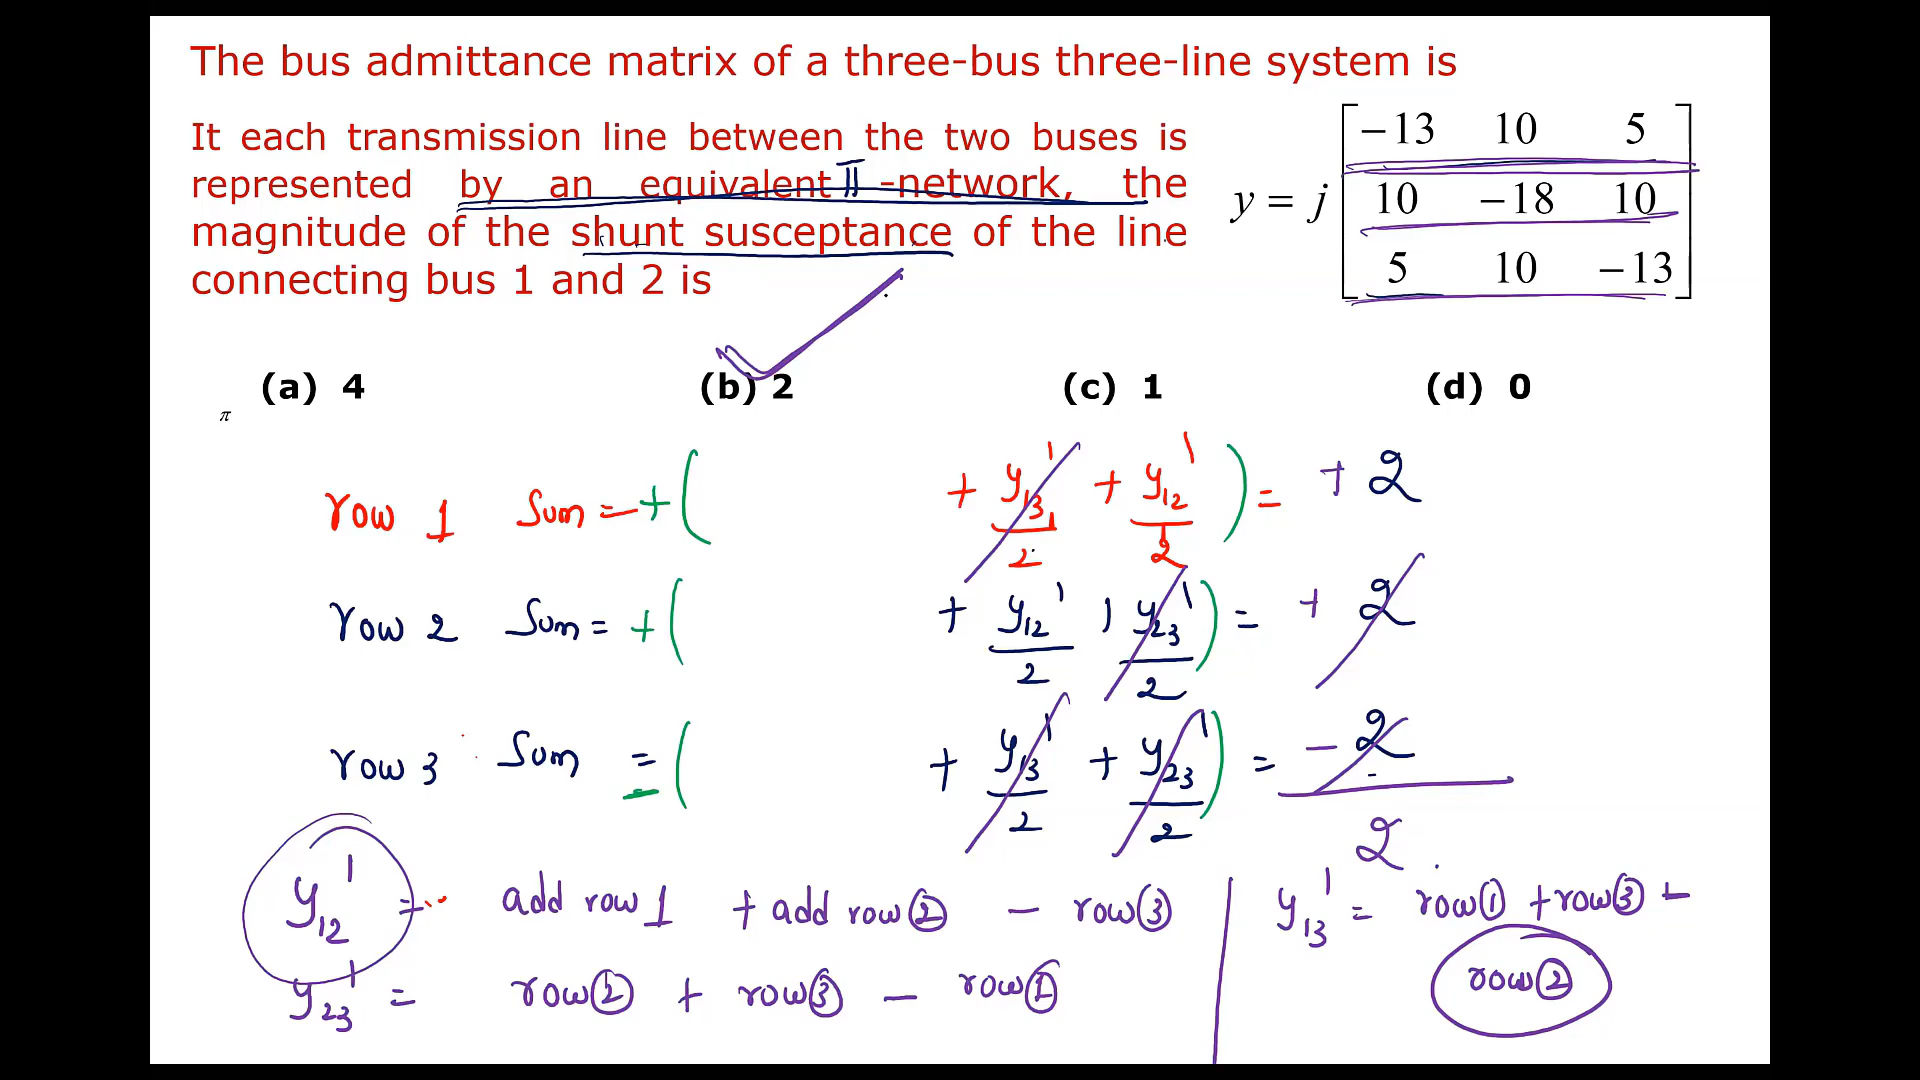 The bus admittance matrix of a three-bus three-line system is
It each transmission line between the two buses is
represented by an equivalent π -network, the
magnitude of the shunt susceptance of the line
connecting bus 1 and 2 is
y = j [ −13 10 5
10 −18 10
5 10 −13 ]
(a) 4 (b) 2 (c) 1 (d) 0
π
row 1 Sum = + ( + y13'/2 + y12'/2 ) = + 2
row 2 Sum = + ( + y12'/2 + y23'/2 ) = + 2
row 3 Sum = ( + y13'/2 + y23'/2 ) = − 2
2
y12' = add row 1 + add row ② − row ③
y23' = row ② + row ③ − row ①
y13' = row ① + row ③ −
row ②